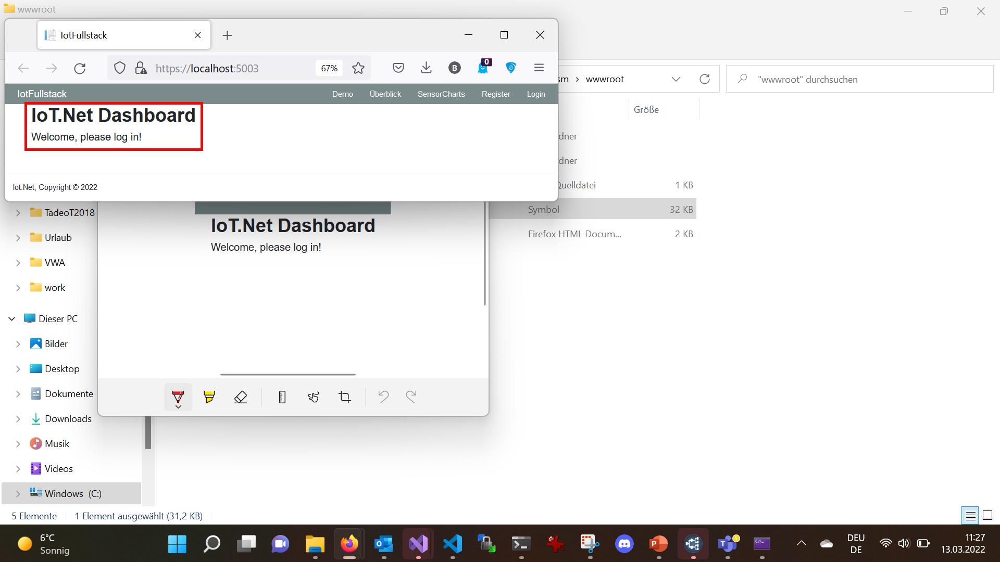 wwwroot
IotFullstack
https://localhost:5003
67%
B
0
IotFullstack
Demo
Überblick
SensorCharts
Register
Login
IoT.Net Dashboard
Welcome, please log in!
Iot.Net, Copyright © 2022
sm › wwwroot
"wwwroot" durchsuchen
Größe
dner
dner
Quelldatei 1 KB
Symbol 32 KB
Firefox HTML Docum... 2 KB
TadeoT2018
Urlaub
VWA
work
Dieser PC
Bilder
Desktop
Dokumente
Downloads
Musik
Videos
Windows (C:)
IoT.Net Dashboard
Welcome, please log in!
5 Elemente
1 Element ausgewählt (31,2 KB)
6°C
Sonnig
DEU
DE
11:27
13.03.2022